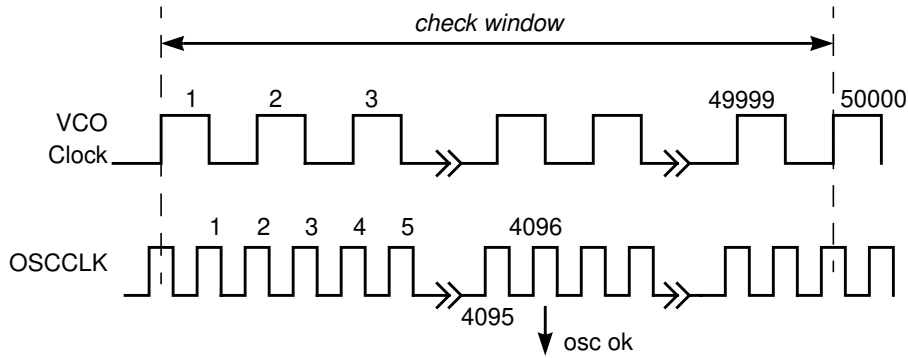 check window
1 2 3 49999 50000
VCO
Clock
1 2 3 4 5 4096
OSCCLK
4095
osc ok